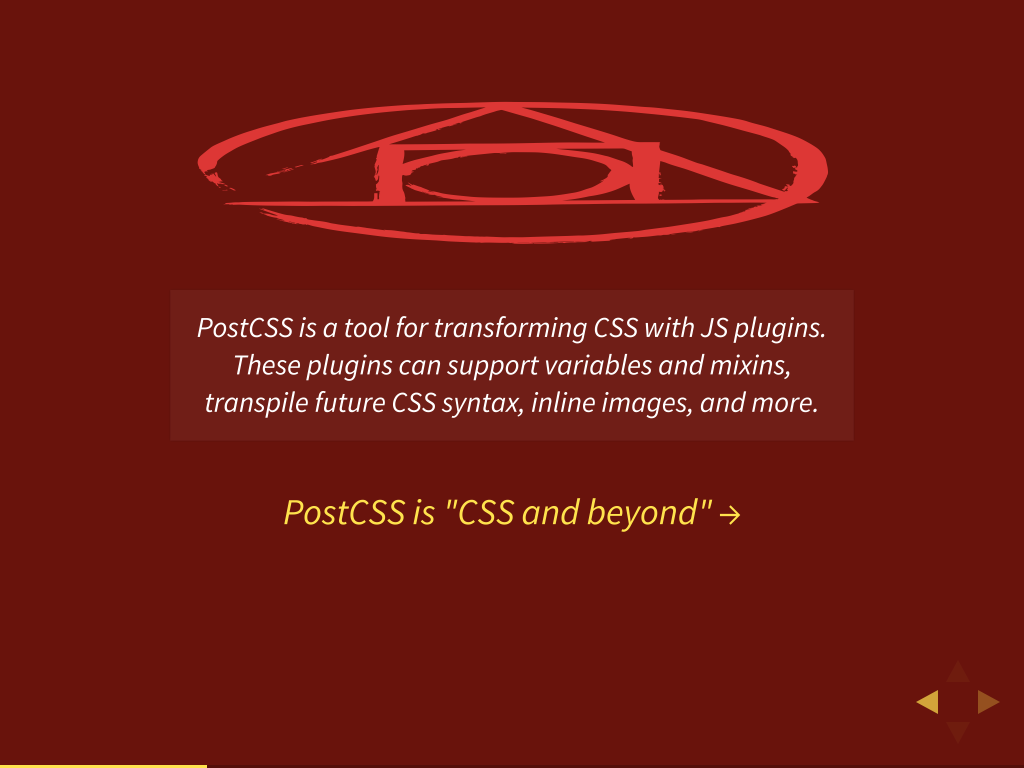 PostCSS is a tool for transforming CSS with JS plugins.
These plugins can support variables and mixins,
transpile future CSS syntax, inline images, and more.
PostCSS is "CSS and beyond" →